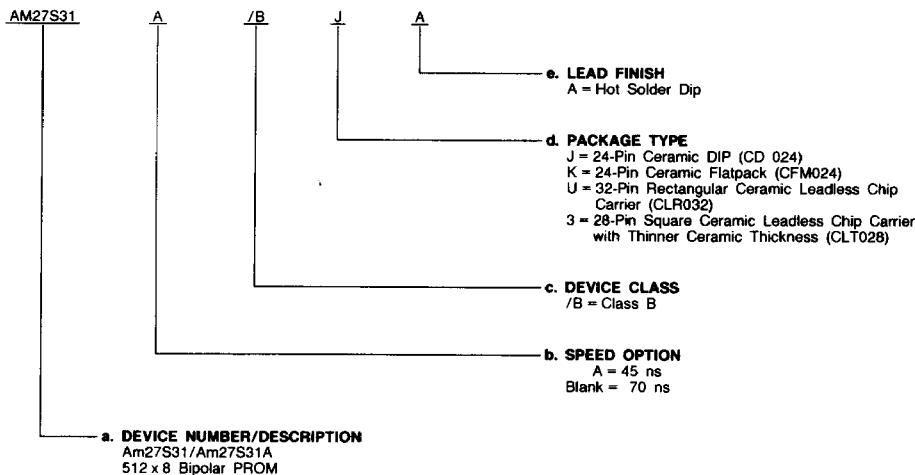 AM27S31 A /B J A
e. LEAD FINISH
A = Hot Solder Dip
d. PACKAGE TYPE
J = 24-Pin Ceramic DIP (CD 024)
K = 24-Pin Ceramic Flatpack (CFM024)
U = 32-Pin Rectangular Ceramic Leadless Chip
Carrier (CLR032)
3 = 28-Pin Square Ceramic Leadless Chip Carrier
with Thinner Ceramic Thickness (CLT028)
c. DEVICE CLASS
/B = Class B
b. SPEED OPTION
A = 45 ns
Blank = 70 ns
a. DEVICE NUMBER/DESCRIPTION
Am27S31/Am27S31A
512 x 8 Bipolar PROM